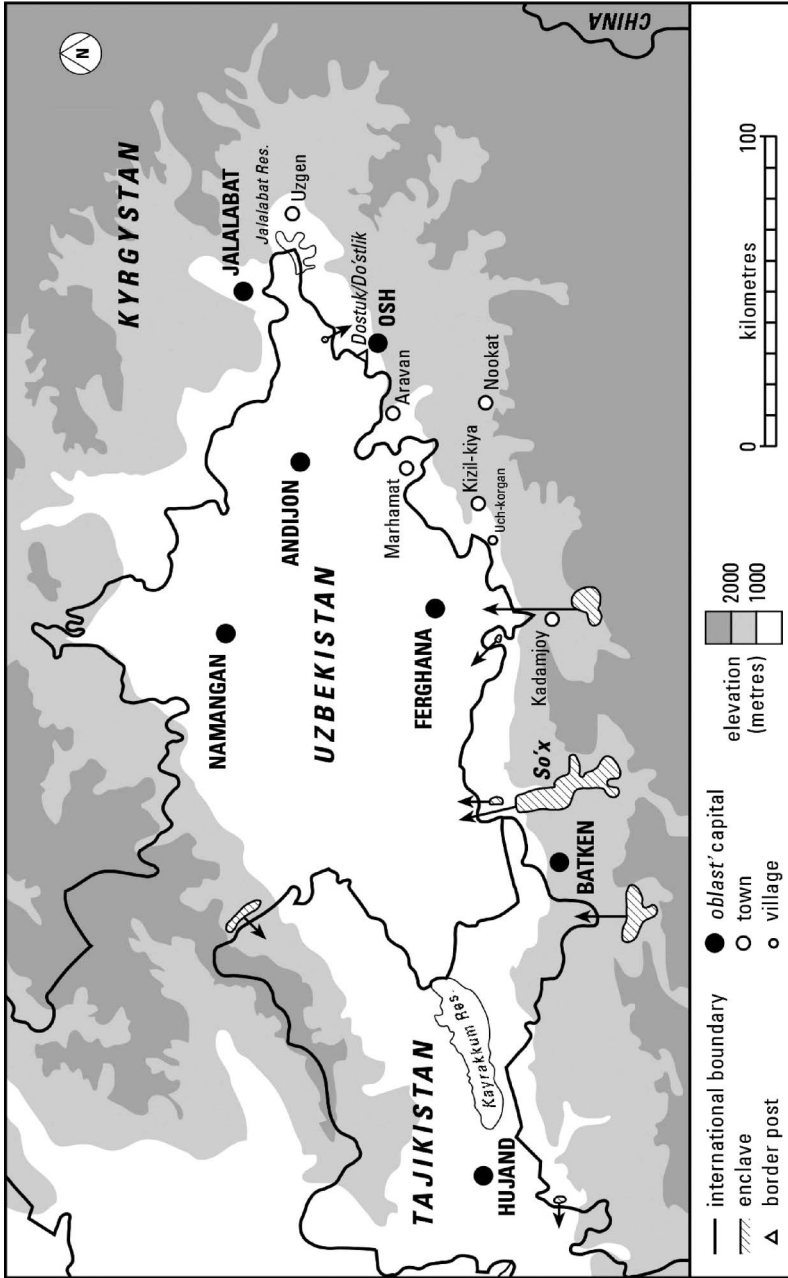 N
CHINA
KYRGYSTAN
JALALABAT
Jalalabat Res.
Uzgen
Dostuk/Do'stlik
OSH
Aravan
Nookat
ANDIJON
Marhamat
Kizil-kiya
Uch-korgan
NAMANGAN
UZBEKISTAN
FERGHANA
Kadamjoy
So'x
BATKEN
TAJIKISTAN
Kayrakkum Res.
HUJAND
international boundary
enclave
border post
oblast' capital
town
village
elevation
(metres)
2000
1000
0
kilometres
100